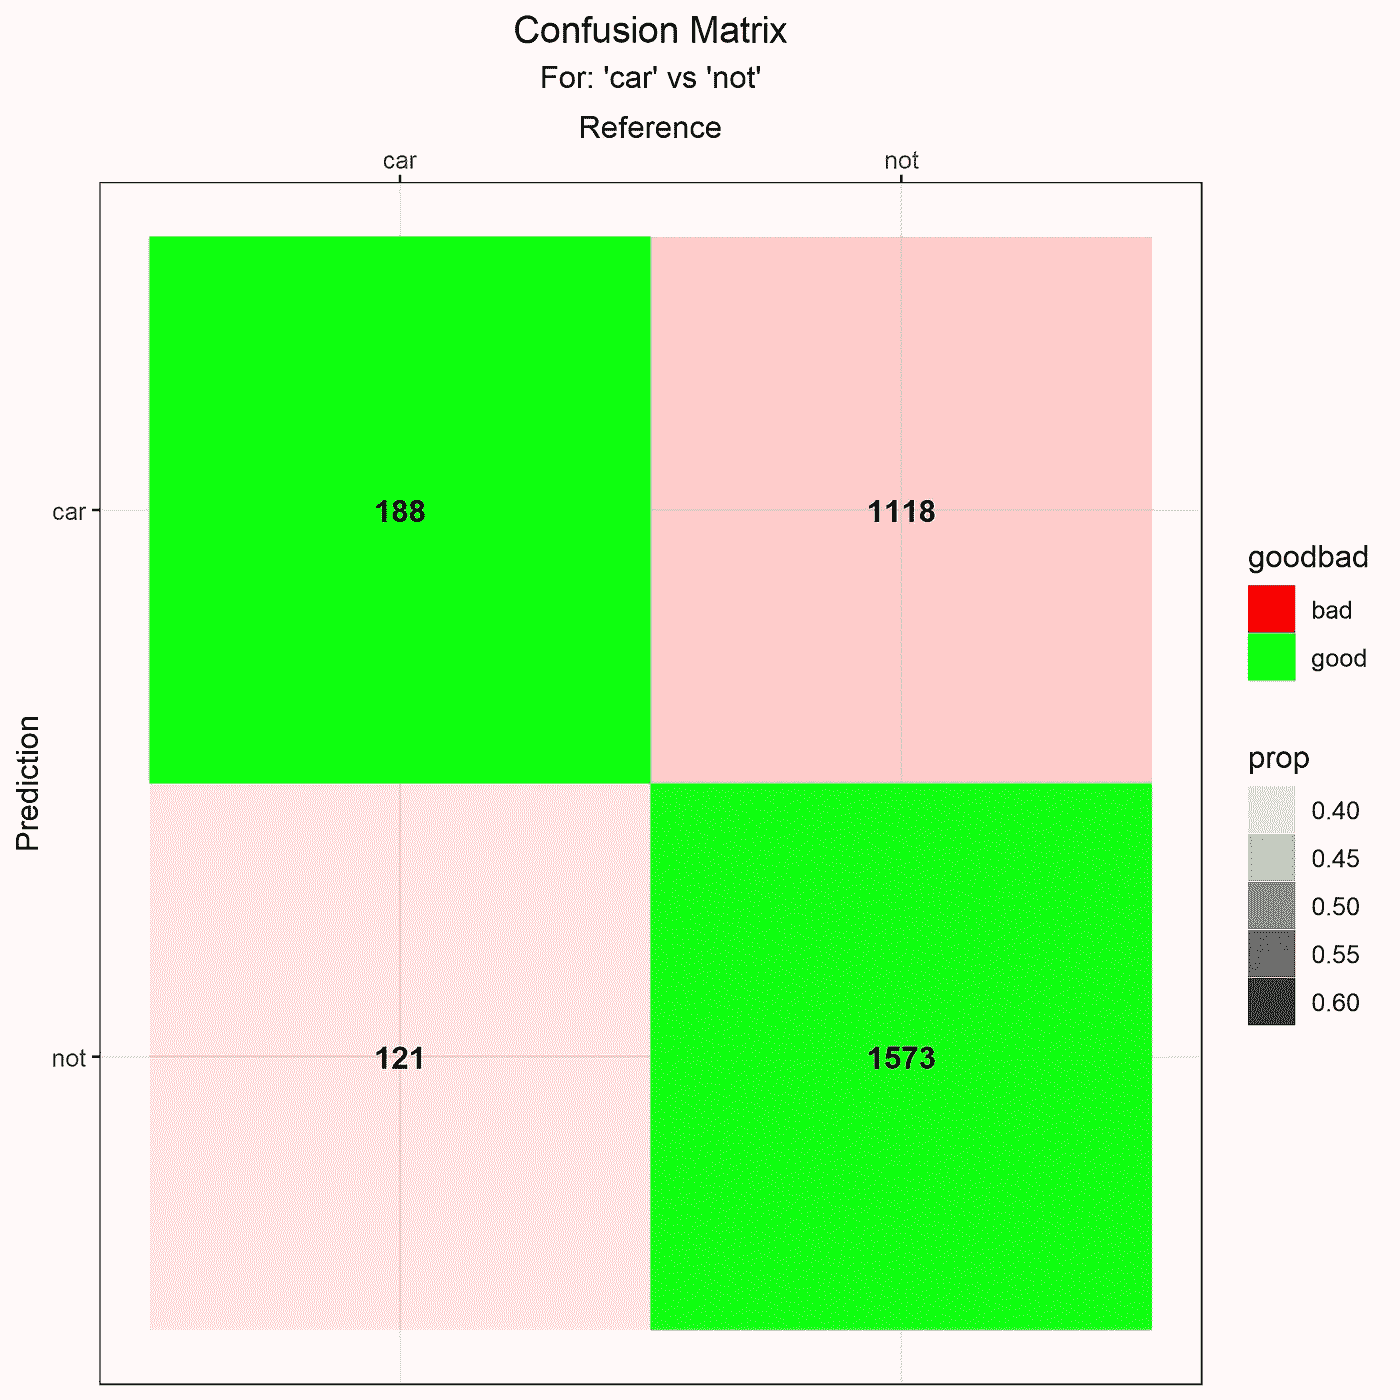 Confusion Matrix
For: 'car' vs 'not'
Reference
car not
car 188 1118
not 121 1573
Prediction
goodbad
bad
good
prop
0.40
0.45
0.50
0.55
0.60